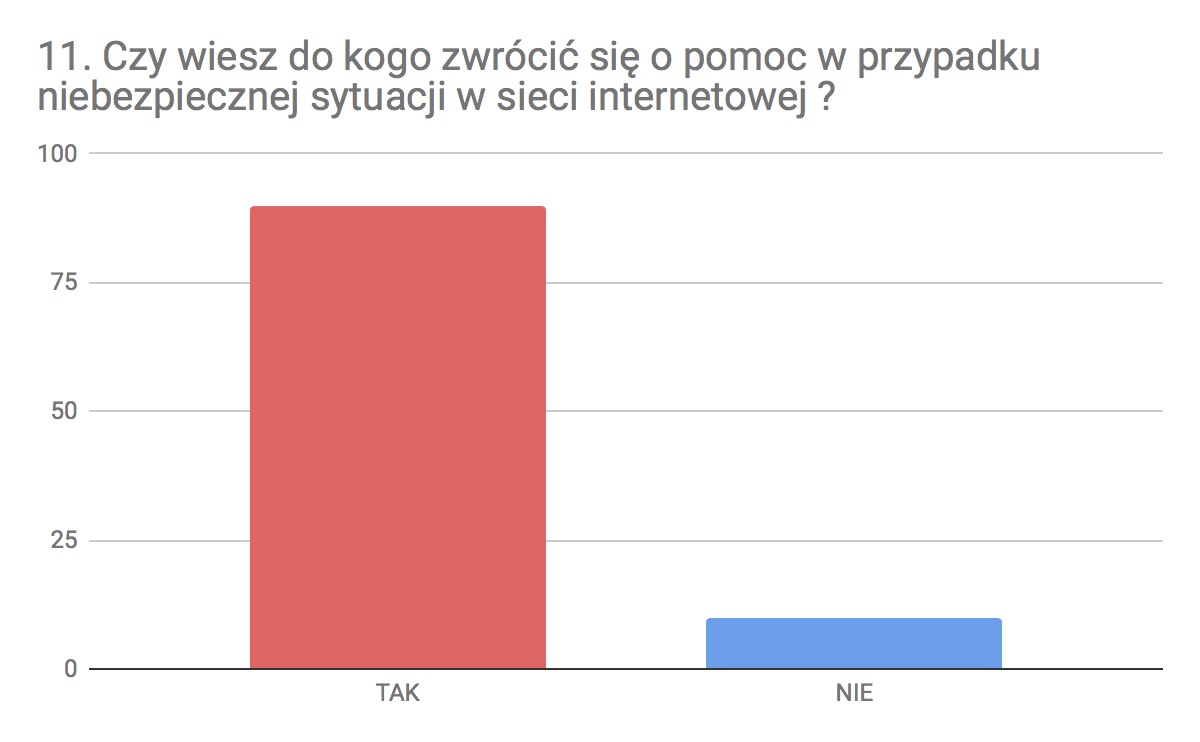 11. Czy wiesz do kogo zwrócić się o pomoc w przypadku
niebezpiecznej sytuacji w sieci internetowej ?
100
75
50
25
0
TAK
NIE